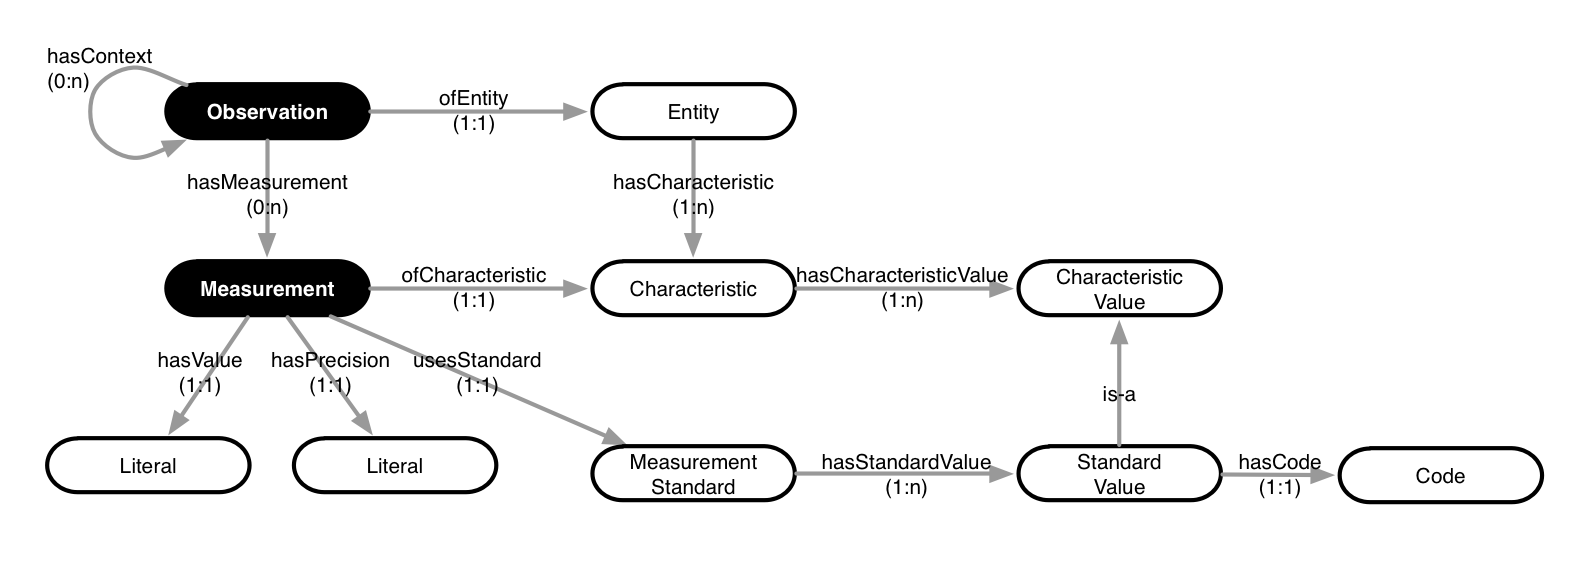 hasContext
(0:n)
Observation
ofEntity
(1:1)
Entity
hasMeasurement
(0:n)
hasCharacteristic
(1:n)
Measurement
ofCharacteristic
(1:1)
Characteristic
hasCharacteristicValue
(1:n)
Characteristic
Value
hasValue
(1:1)
hasPrecision
(1:1)
usesStandard
(1:1)
is-a
Literal
Literal
Measurement
Standard
hasStandardValue
(1:n)
Standard
Value
hasCode
(1:1)
Code